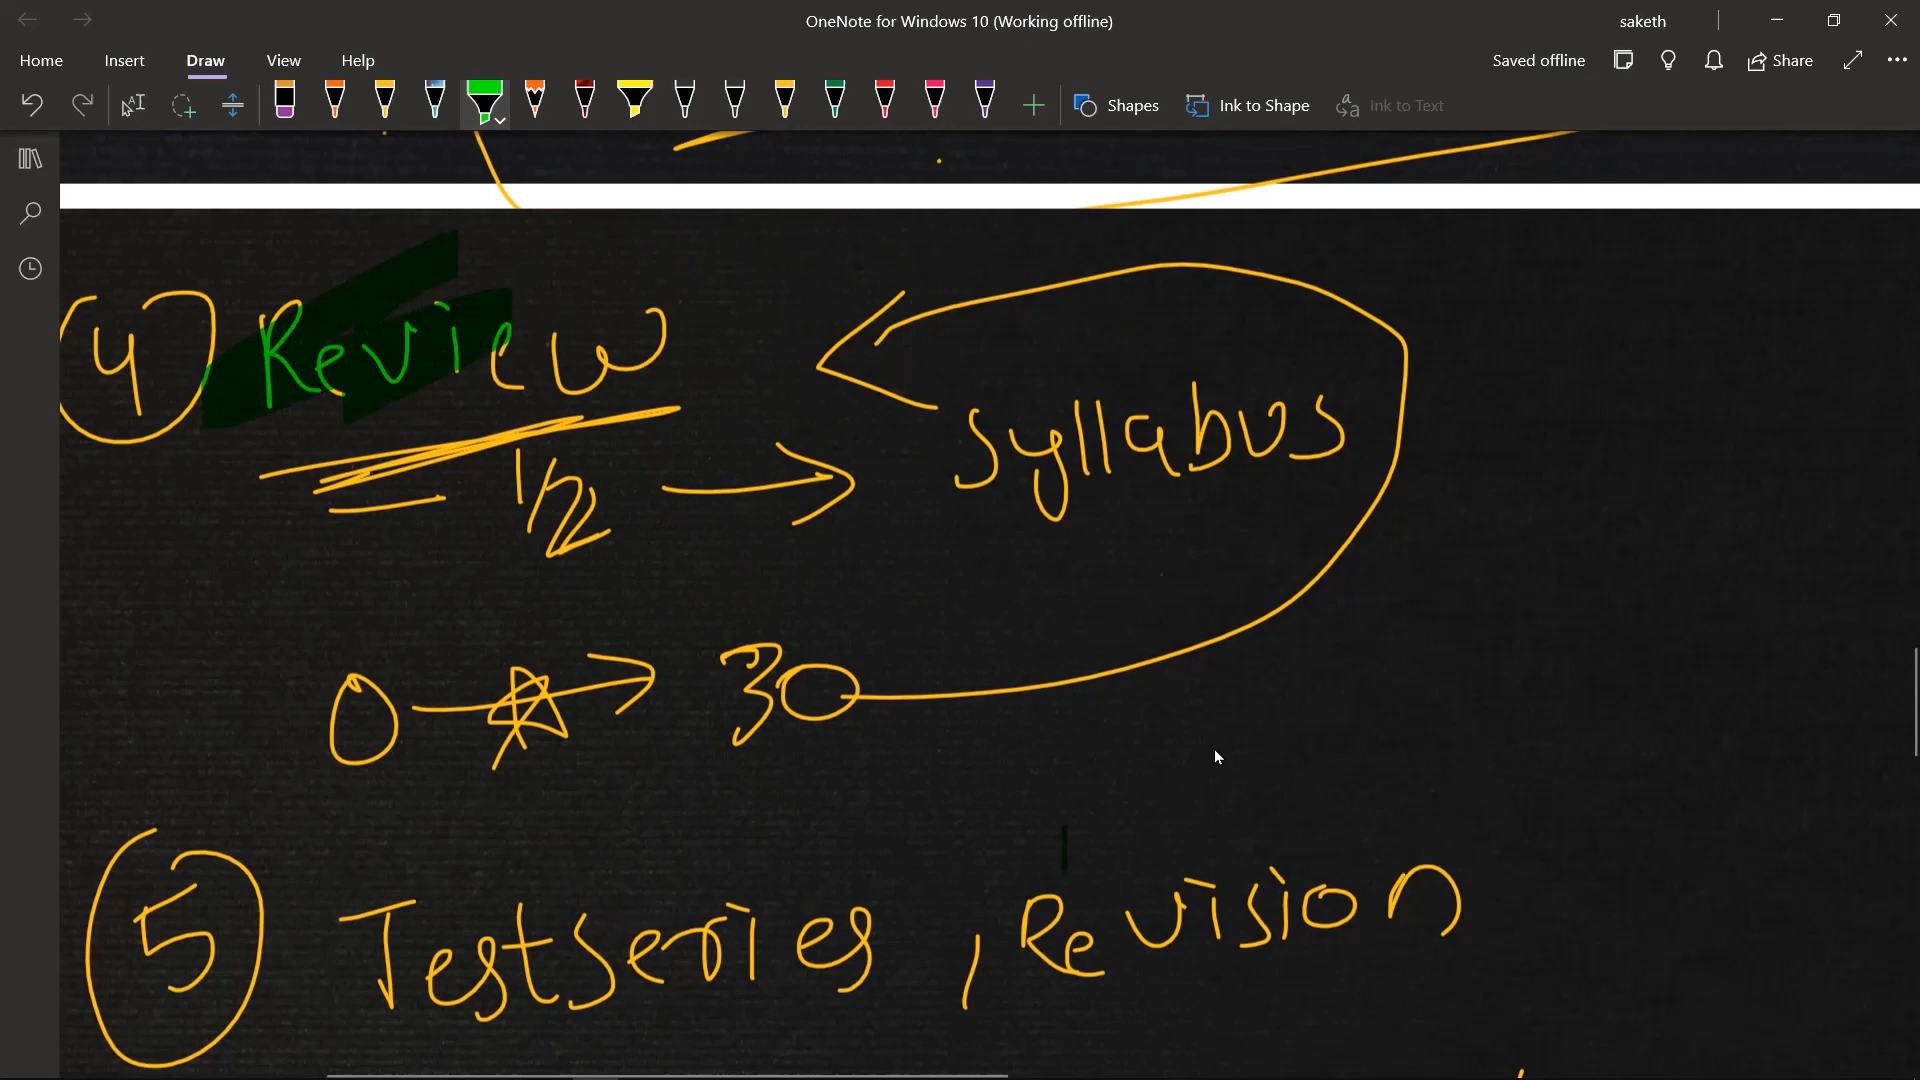 OneNote for Windows 10 (Working offline)
saketh
Home Insert Draw View Help
Saved offline
Share
Shapes Ink to Shape Ink to Text
4 Review
1/2 → Syllabus
0 → 30
5 Testseries, Revision